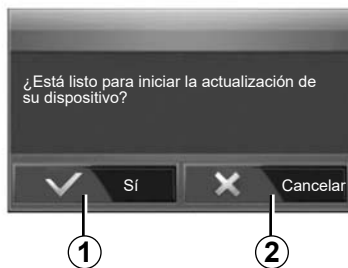 ¿Está listo para iniciar la actualización de
su dispositivo?
Sí Cancelar
1 2